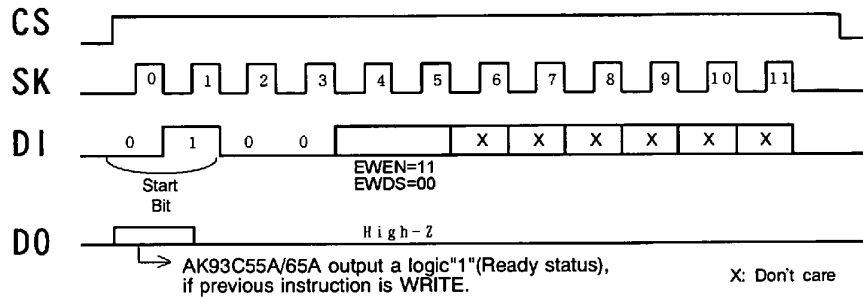 CS
SK 0 1 2 3 4 5 6 7 8 9 10 11
DI 0 1 0 0 X X X X X X
EWEN=11
EWDS=00
Start
Bit
DO High-Z
AK93C55A/65A output a logic"1"(Ready status),
if previous instruction is WRITE.
X: Don't care